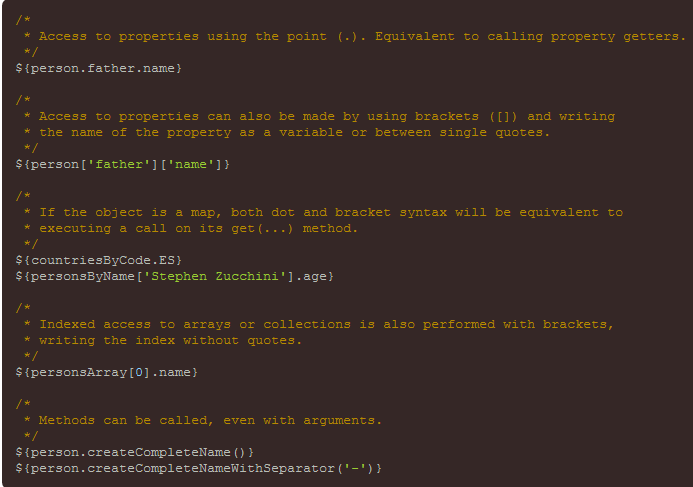 /*
 * Access to properties using the point (.). Equivalent to calling property getters.
 */
${person.father.name}

/*
 * Access to properties can also be made by using brackets ([]) and writing
 * the name of the property as a variable or between single quotes.
 */
${person['father']['name']}

/*
 * If the object is a map, both dot and bracket syntax will be equivalent to
 * executing a call on its get(...) method.
 */
${countriesByCode.ES}
${personsByName['Stephen Zucchini'].age}

/*
 * Indexed access to arrays or collections is also performed with brackets,
 * writing the index without quotes.
 */
${personsArray[0].name}

/*
 * Methods can be called, even with arguments.
 */
${person.createCompleteName()}
${person.createCompleteNameWithSeparator('-')}